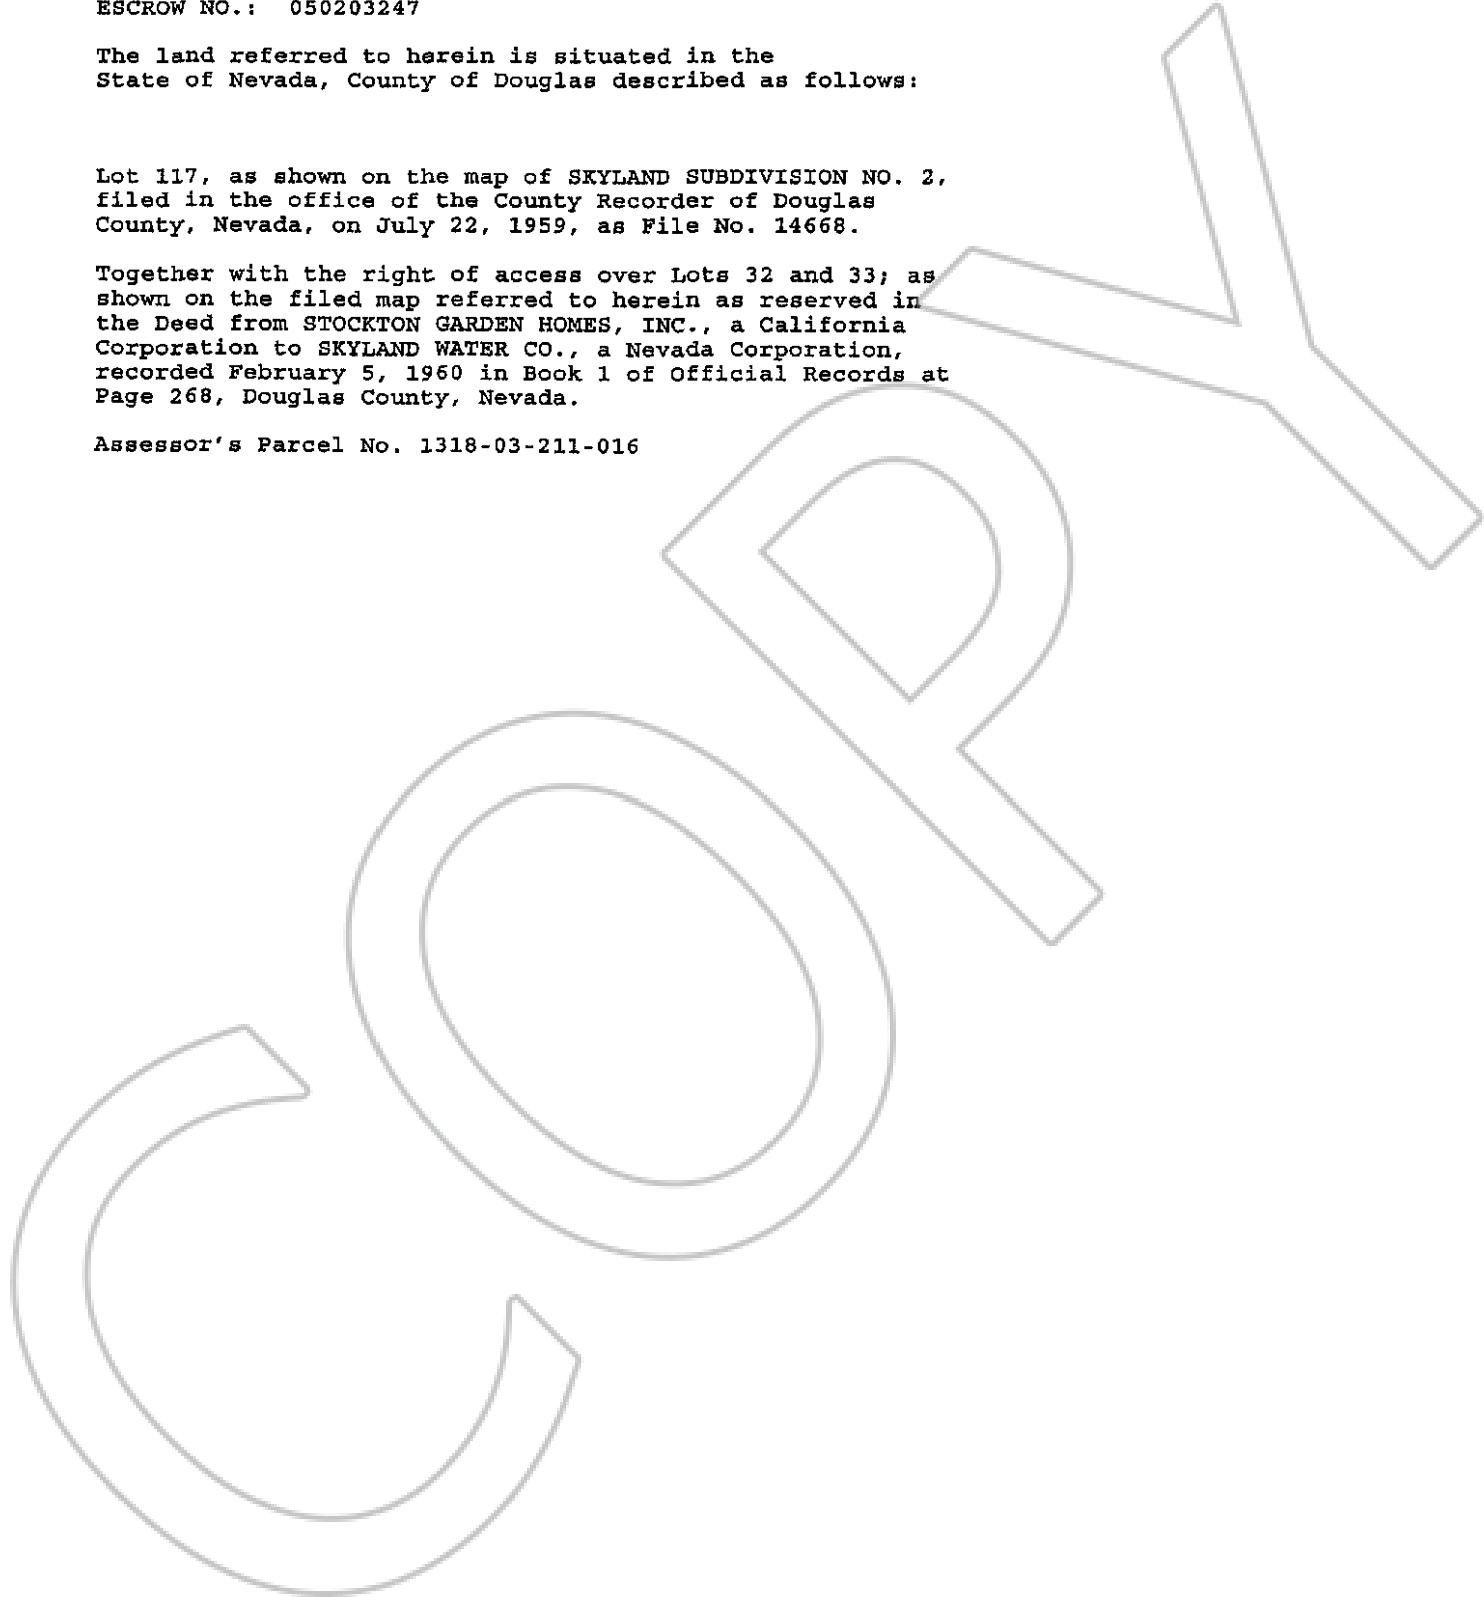 ESCROW NO.: 050203247
The land referred to herein is situated in the
State of Nevada, County of Douglas described as follows:
Lot 117, as shown on the map of SKYLAND SUBDIVISION NO. 2,
filed in the office of the County Recorder of Douglas
County, Nevada, on July 22, 1959, as File No. 14668.
Together with the right of access over Lots 32 and 33; as
shown on the filed map referred to herein as reserved in
the Deed from STOCKTON GARDEN HOMES, INC., a California
Corporation to SKYLAND WATER CO., a Nevada Corporation,
recorded February 5, 1960 in Book 1 of Official Records at
Page 268, Douglas County, Nevada.
Assessor's Parcel No. 1318-03-211-016
COPY